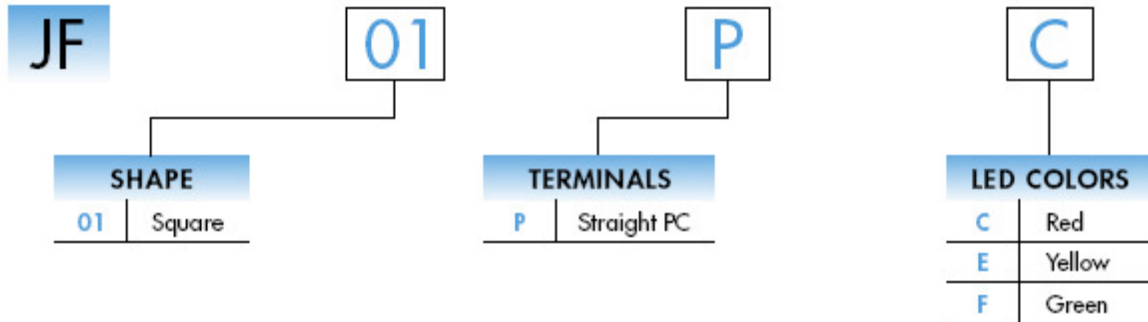 JF 01 P C
SHAPE
01 Square
TERMINALS
P Straight PC
LED COLORS
C Red
E Yellow
F Green